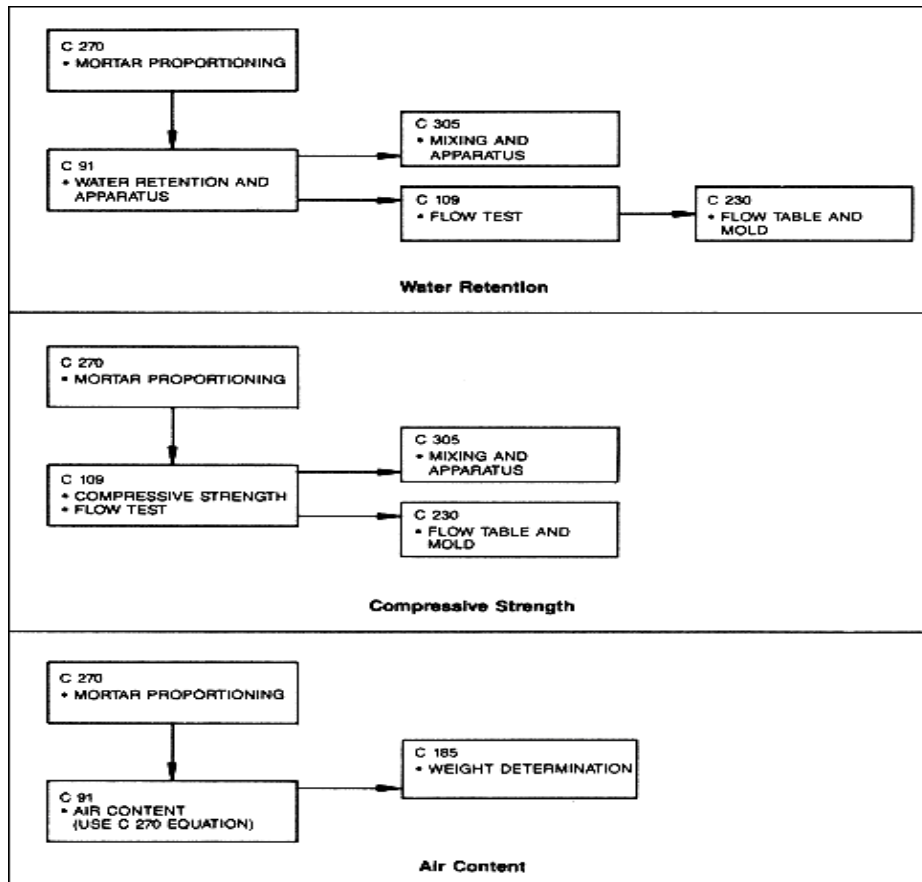 C 270
• MORTAR PROPORTIONING
C 305
• MIXING AND
APPARATUS
C 91
• WATER RETENTION AND
APPARATUS
C 109
• FLOW TEST
C 230
• FLOW TABLE AND
MOLD
Water Retention
C 270
• MORTAR PROPORTIONING
C 305
• MIXING AND
APPARATUS
C 109
• COMPRESSIVE STRENGTH
• FLOW TEST
C 230
• FLOW TABLE AND
MOLD
Compressive Strength
C 270
• MORTAR PROPORTIONING
C 185
• WEIGHT DETERMINATION
C 91
• AIR CONTENT
(USE C 270 EQUATION)
Air Content